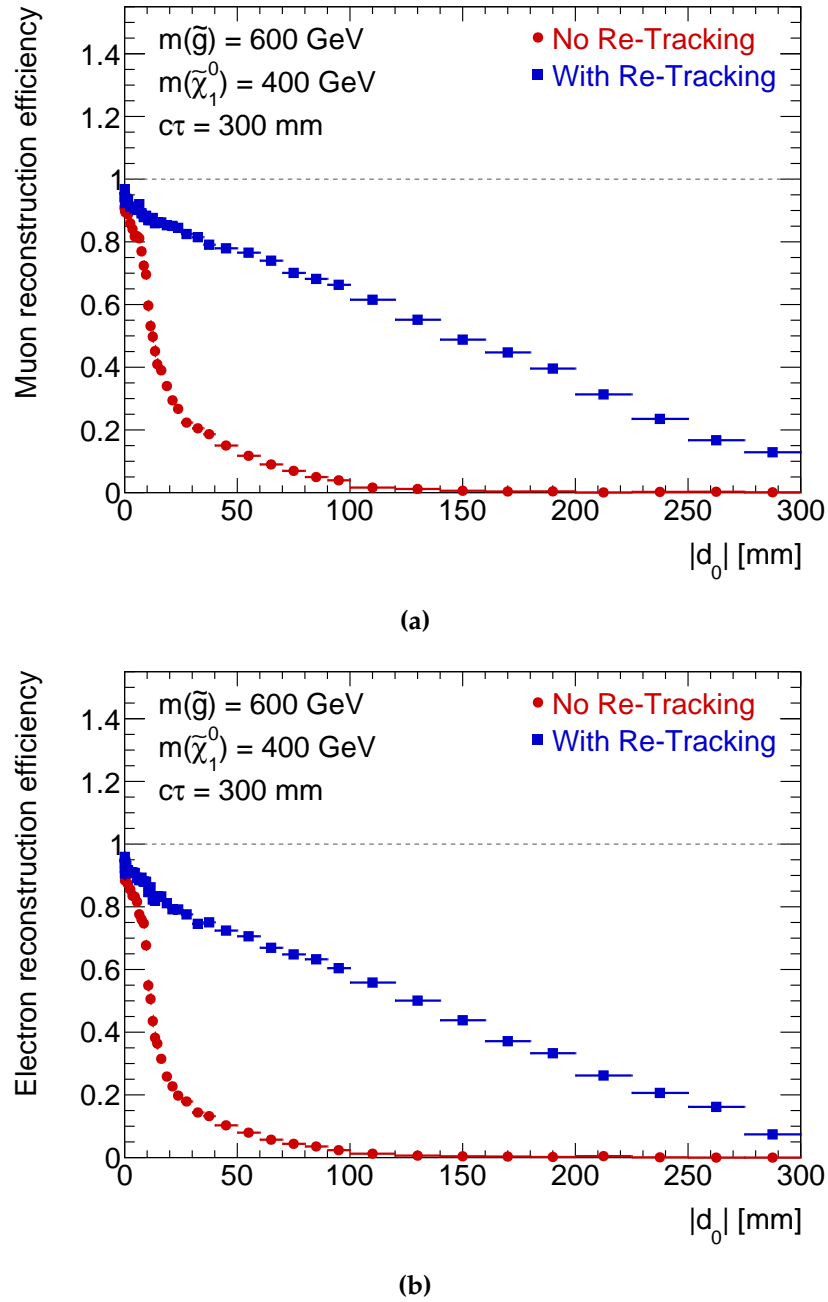 Muon reconstruction efficiency
1.4
1.2
1
0.8
0.6
0.4
0.2
0
m(g̃) = 600 GeV
m(χ̃₁⁰) = 400 GeV
cτ = 300 mm
No Re-Tracking
With Re-Tracking
0 50 100 150 200 250 300
|d₀| [mm]
(a)
Electron reconstruction efficiency
1.4
1.2
1
0.8
0.6
0.4
0.2
0
m(g̃) = 600 GeV
m(χ̃₁⁰) = 400 GeV
cτ = 300 mm
No Re-Tracking
With Re-Tracking
0 50 100 150 200 250 300
|d₀| [mm]
(b)